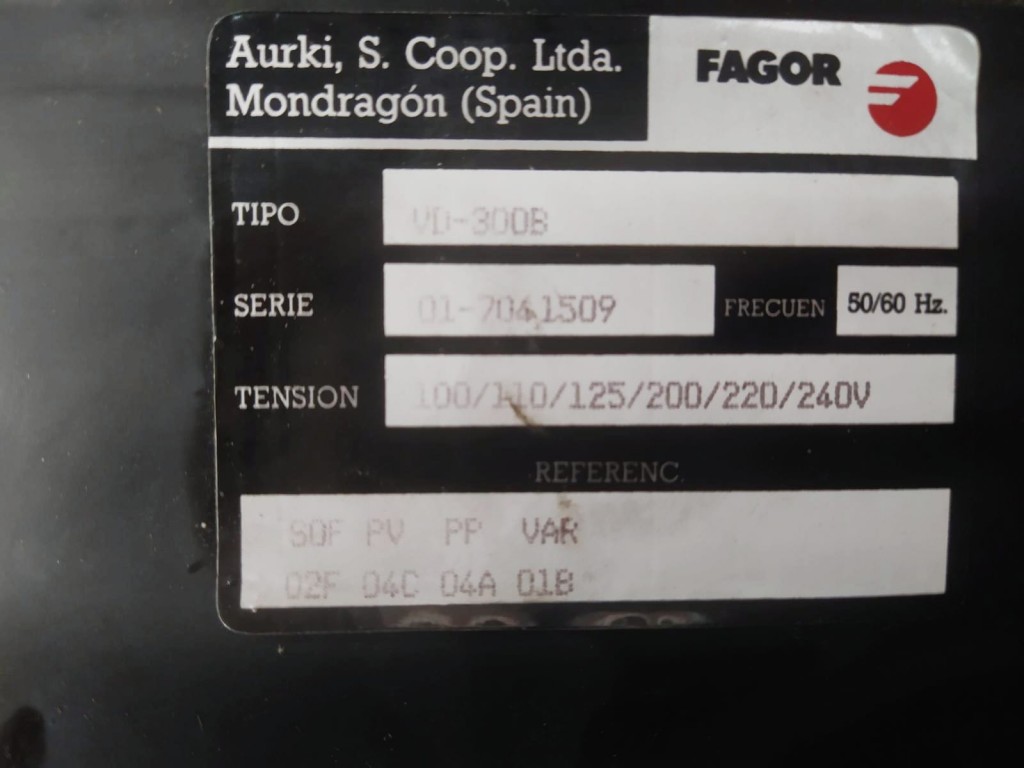 Aurki, S. Coop. Ltda.
Mondragón (Spain)
FAGOR
TIPO VD-300B
SERIE 01-7041509 FRECUEN 50/60 Hz.
TENSION 100/110/125/200/220/240V
REFERENC.
SOF PV PP VAR
02F 04C 04A 01B